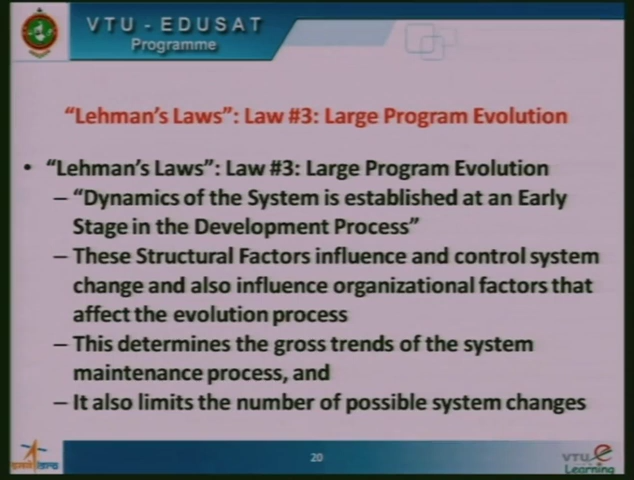 VTU - EDUSAT
Programme
“Lehman’s Laws”: Law #3: Large Program Evolution
• “Lehman’s Laws”: Law #3: Large Program Evolution
– “Dynamics of the System is established at an Early
Stage in the Development Process”
– These Structural Factors influence and control system
change and also influence organizational factors that
affect the evolution process
– This determines the gross trends of the system
maintenance process, and
– It also limits the number of possible system changes
20
VTU e
Learning